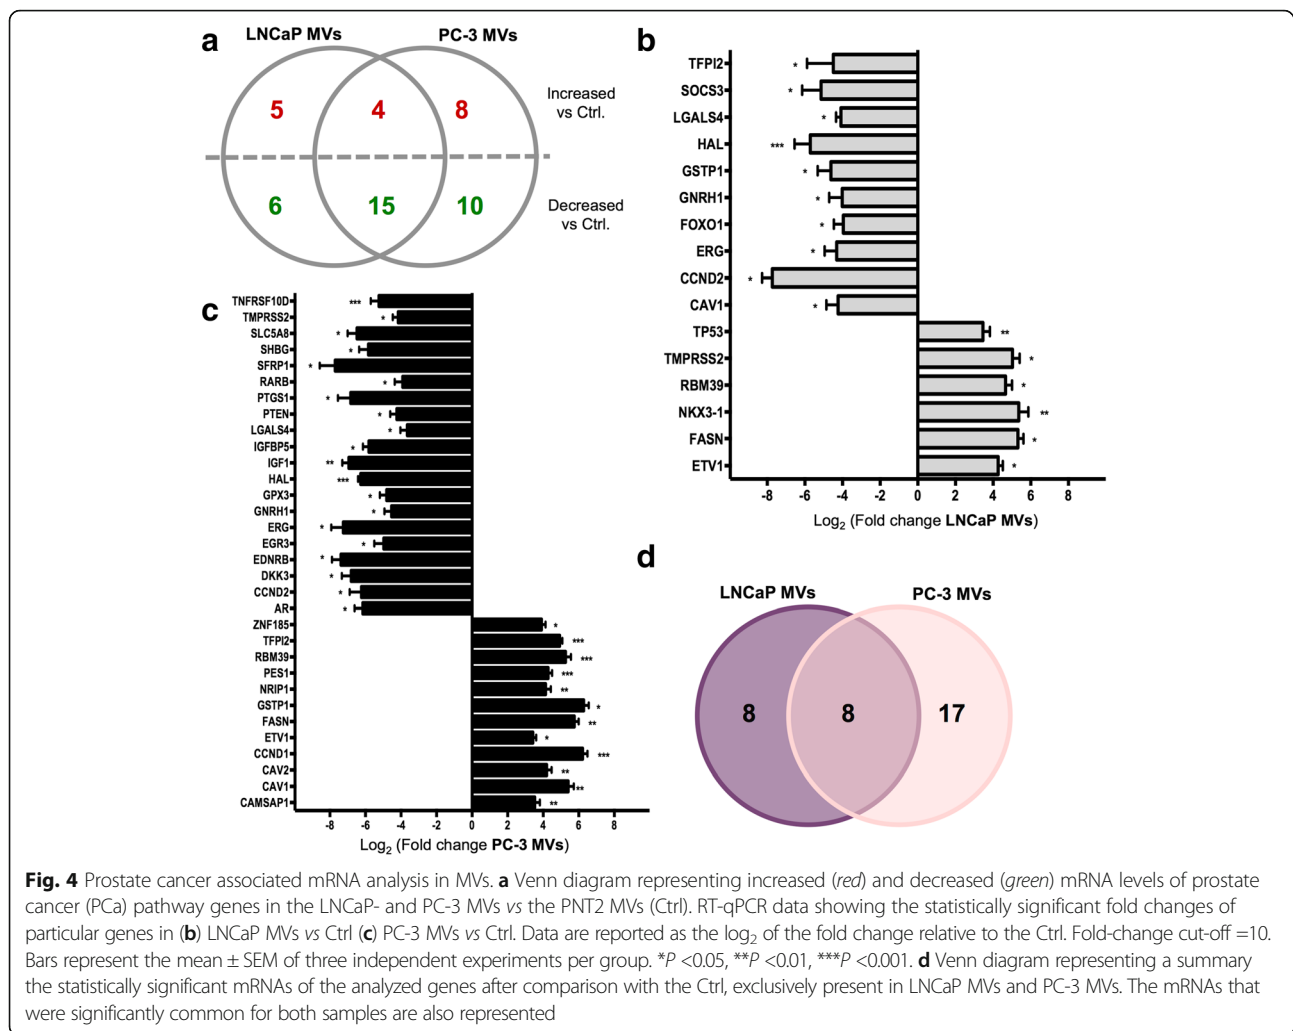 a
LNCaP MVs
PC-3 MVs
5
4
8
Increased
vs Ctrl.
6
15
10
Decreased
vs Ctrl.
b
TFPI2 *
SOCS3 *
LGALS4 *
HAL ***
GSTP1 *
GNRH1 *
FOXO1 *
ERG *
CCND2 *
CAV1 *
TP53 **
TMPRSS2 *
RBM39 *
NKX3-1 **
FASN *
ETV1 *
-8 -6 -4 -2 0 2 4 6 8
Log2 (Fold change LNCaP MVs)
c
TNFRSF10D ***
TMPRSS2 *
SLC5A8 *
SHBG *
SFRP1 *
RARB *
PTGS1 *
PTEN *
LGALS4 *
IGFBP5 *
IGF1 **
HAL ***
GPX3 *
GNRH1 *
ERG *
EGR3 *
EDNRB *
DKK3 *
CCND2 *
AR *
ZNF185 *
TFPI2 ***
RBM39 ***
PES1 ***
NRIP1 **
GSTP1 *
FASN **
ETV1 *
CCND1 ***
CAV2 **
CAV1 **
CAMSAP1 **
-8 -6 -4 -2 0 2 4 6 8
Log2 (Fold change PC-3 MVs)
d
LNCaP MVs
PC-3 MVs
8
8
17
Fig. 4 Prostate cancer associated mRNA analysis in MVs. a Venn diagram representing increased (red) and decreased (green) mRNA levels of prostate
cancer (PCa) pathway genes in the LNCaP- and PC-3 MVs vs the PNT2 MVs (Ctrl). RT-qPCR data showing the statistically significant fold changes of
particular genes in (b) LNCaP MVs vs Ctrl (c) PC-3 MVs vs Ctrl. Data are reported as the log2 of the fold change relative to the Ctrl. Fold-change cut-off =10.
Bars represent the mean ± SEM of three independent experiments per group. *P <0.05, **P <0.01, ***P <0.001. d Venn diagram representing a summary
the statistically significant mRNAs of the analyzed genes after comparison with the Ctrl, exclusively present in LNCaP MVs and PC-3 MVs. The mRNAs that
were significantly common for both samples are also represented